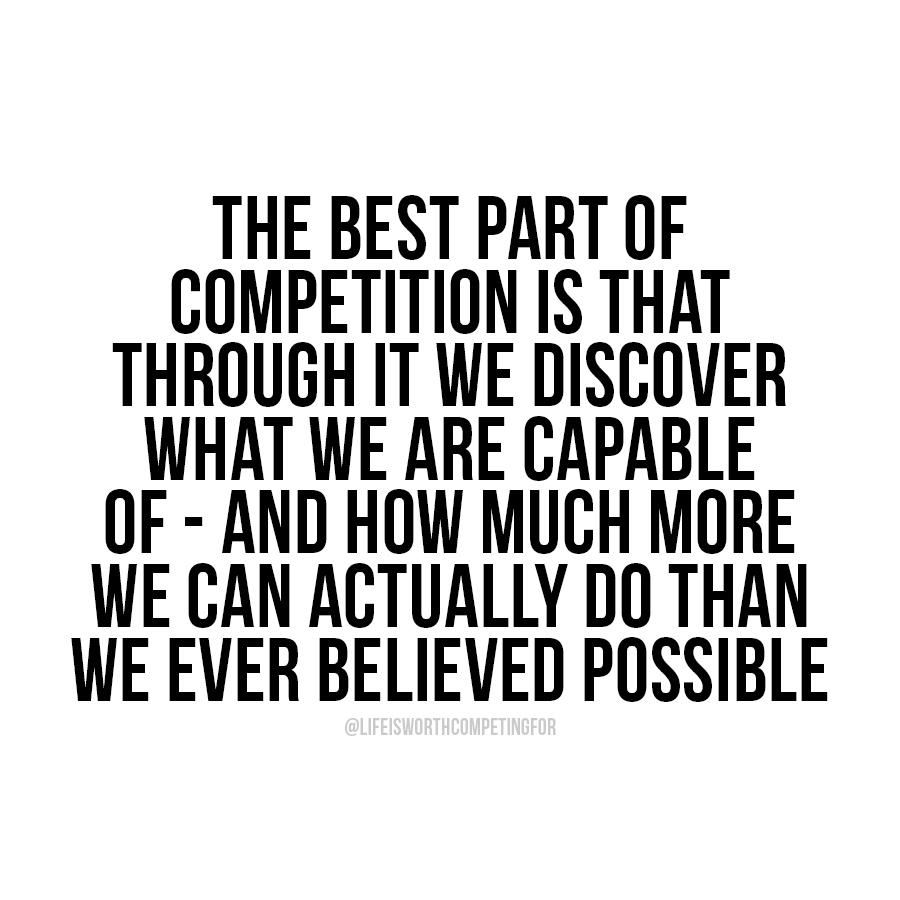 THE BEST PART OF
COMPETITION IS THAT
THROUGH IT WE DISCOVER
WHAT WE ARE CAPABLE
OF - AND HOW MUCH MORE
WE CAN ACTUALLY DO THAN
WE EVER BELIEVED POSSIBLE
@LIFEISWORTHCOMPETINGFOR